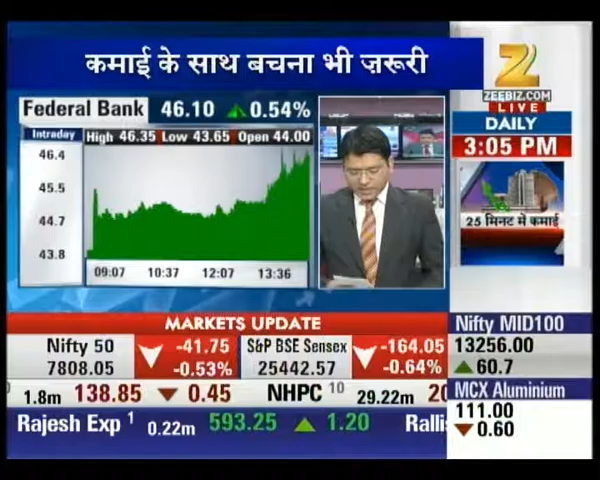 कमाई के साथ बचना भी ज़रूरी
ZEEBIZ.COM
LIVE
Federal Bank 46.10 0.54%
Intraday High 46.35 Low 43.65 Open 44.00
46.4
45.5
44.7
43.8
09:07 10:37 12:07 13:36
DAILY
3:05 PM
25 मिनट में कमाई
MARKETS UPDATE
Nifty 50 -41.75 S&P BSE Sensex -164.05
7808.05 -0.53% 25442.57 -0.64%
Nifty MID100
13256.00
60.7
MCX Aluminium
111.00
0.60
1.8m 138.85 0.45 NHPC 10 29.22m 20
Rajesh Exp 1 0.22m 593.25 1.20 Rallis